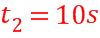 t₂ = 10s